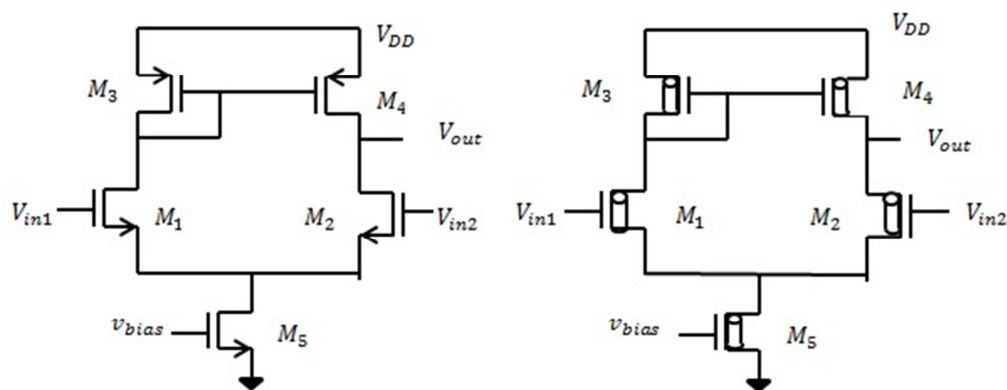 V_DD
M_3
M_4
V_out
V_in1
M_1
M_2
V_in2
v_bias
M_5
V_DD
M_3
M_4
V_out
V_in1
M_1
M_2
V_in2
v_bias
M_5